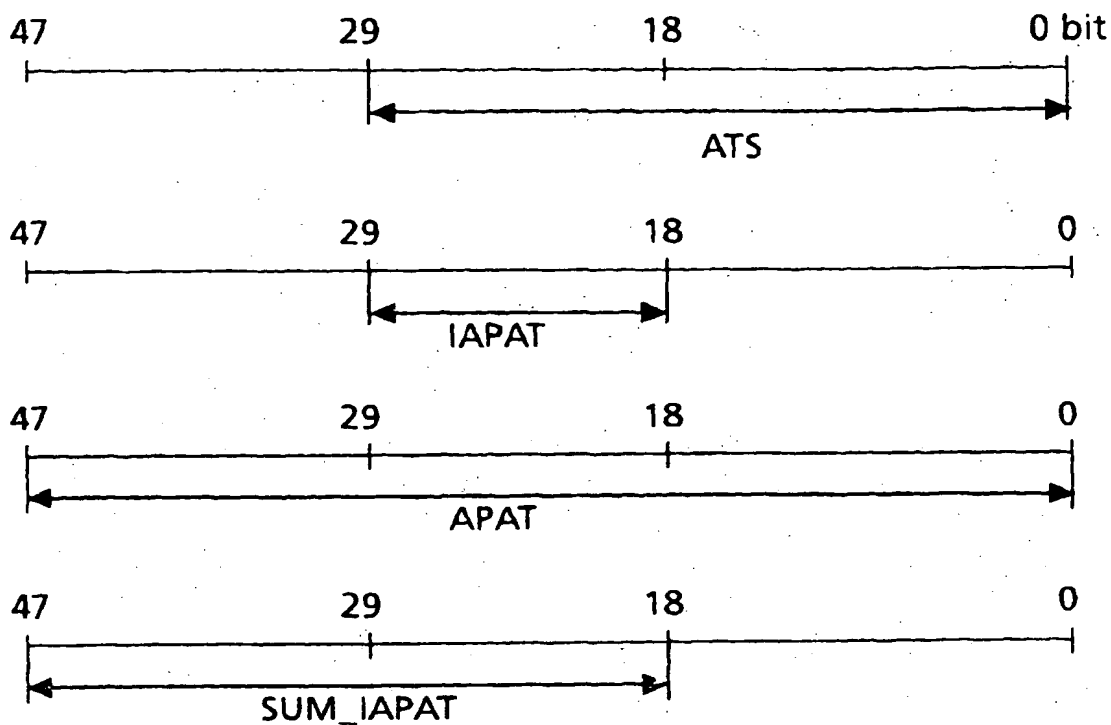 47 29 18 0 bit
ATS
47 29 18 0
IAPAT
47 29 18 0
APAT
47 29 18 0
SUM_IAPAT